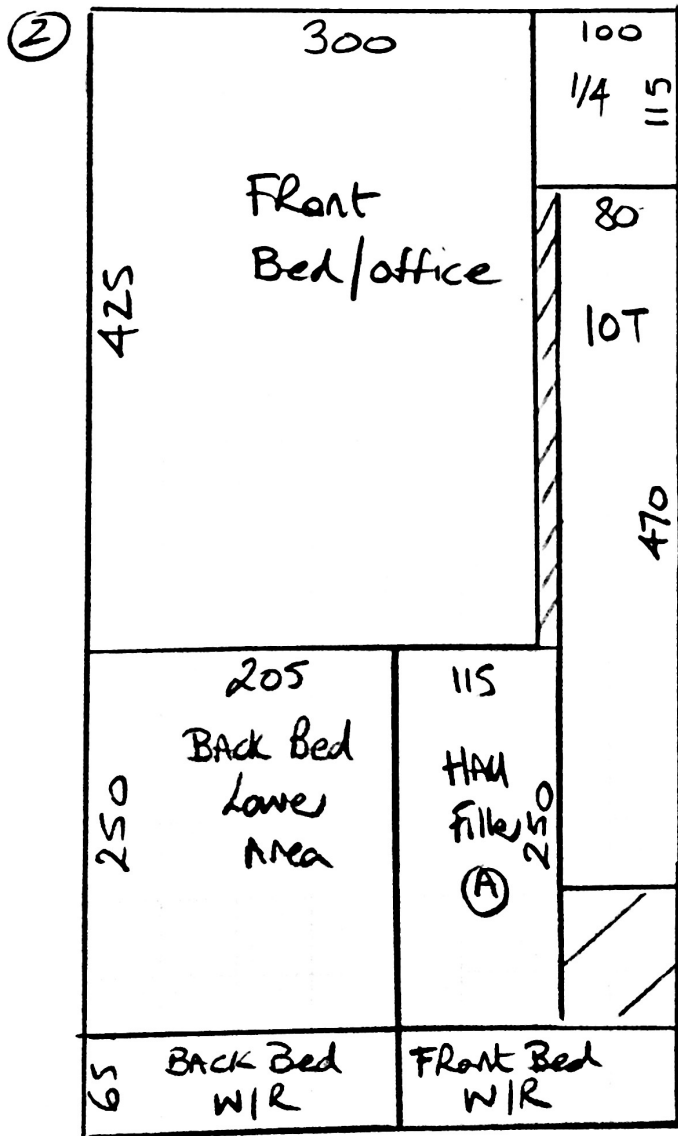 ②
300
100
1/4
115
Front
Bed/office
425
80
10T
470
205
115
Back Bed
Lower
Area
250
Hall
Filler
250
A
65
Back Bed
W/R
Front Bed
W/R